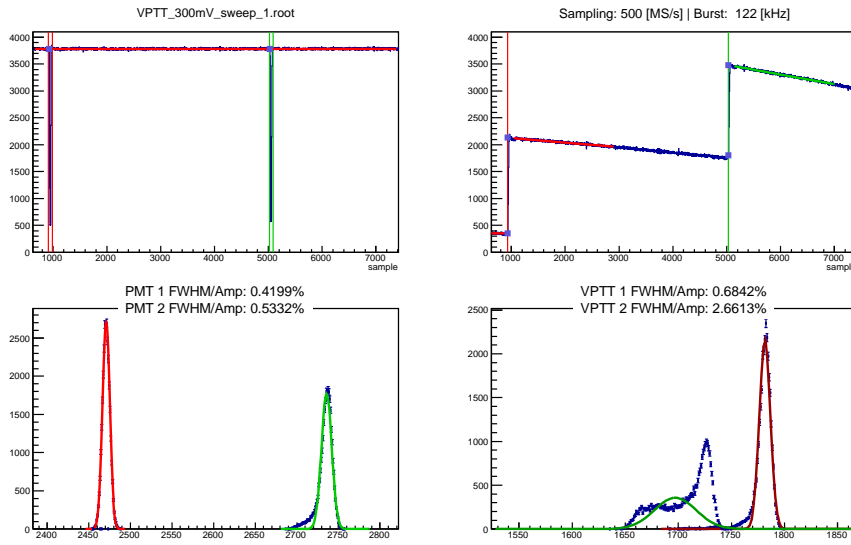 VPTT_300mV_sweep_1.root
Sampling: 500 [MS/s] | Burst: 122 [kHz]
4000
3500
3000
2500
2000
1500
1000
500
0
1000 2000 3000 4000 5000 6000 7000
sample
4000
3500
3000
2500
2000
1500
1000
500
0
1000 2000 3000 4000 5000 6000 7000
sample
PMT 1 FWHM/Amp: 0.4199%
PMT 2 FWHM/Amp: 0.5332%
2500
2000
1500
1000
500
0
2400 2450 2500 2550 2600 2650 2700 2750 2800
VPTT 1 FWHM/Amp: 0.6842%
VPTT 2 FWHM/Amp: 2.6613%
2500
2000
1500
1000
500
0
1550 1600 1650 1700 1750 1800 1850